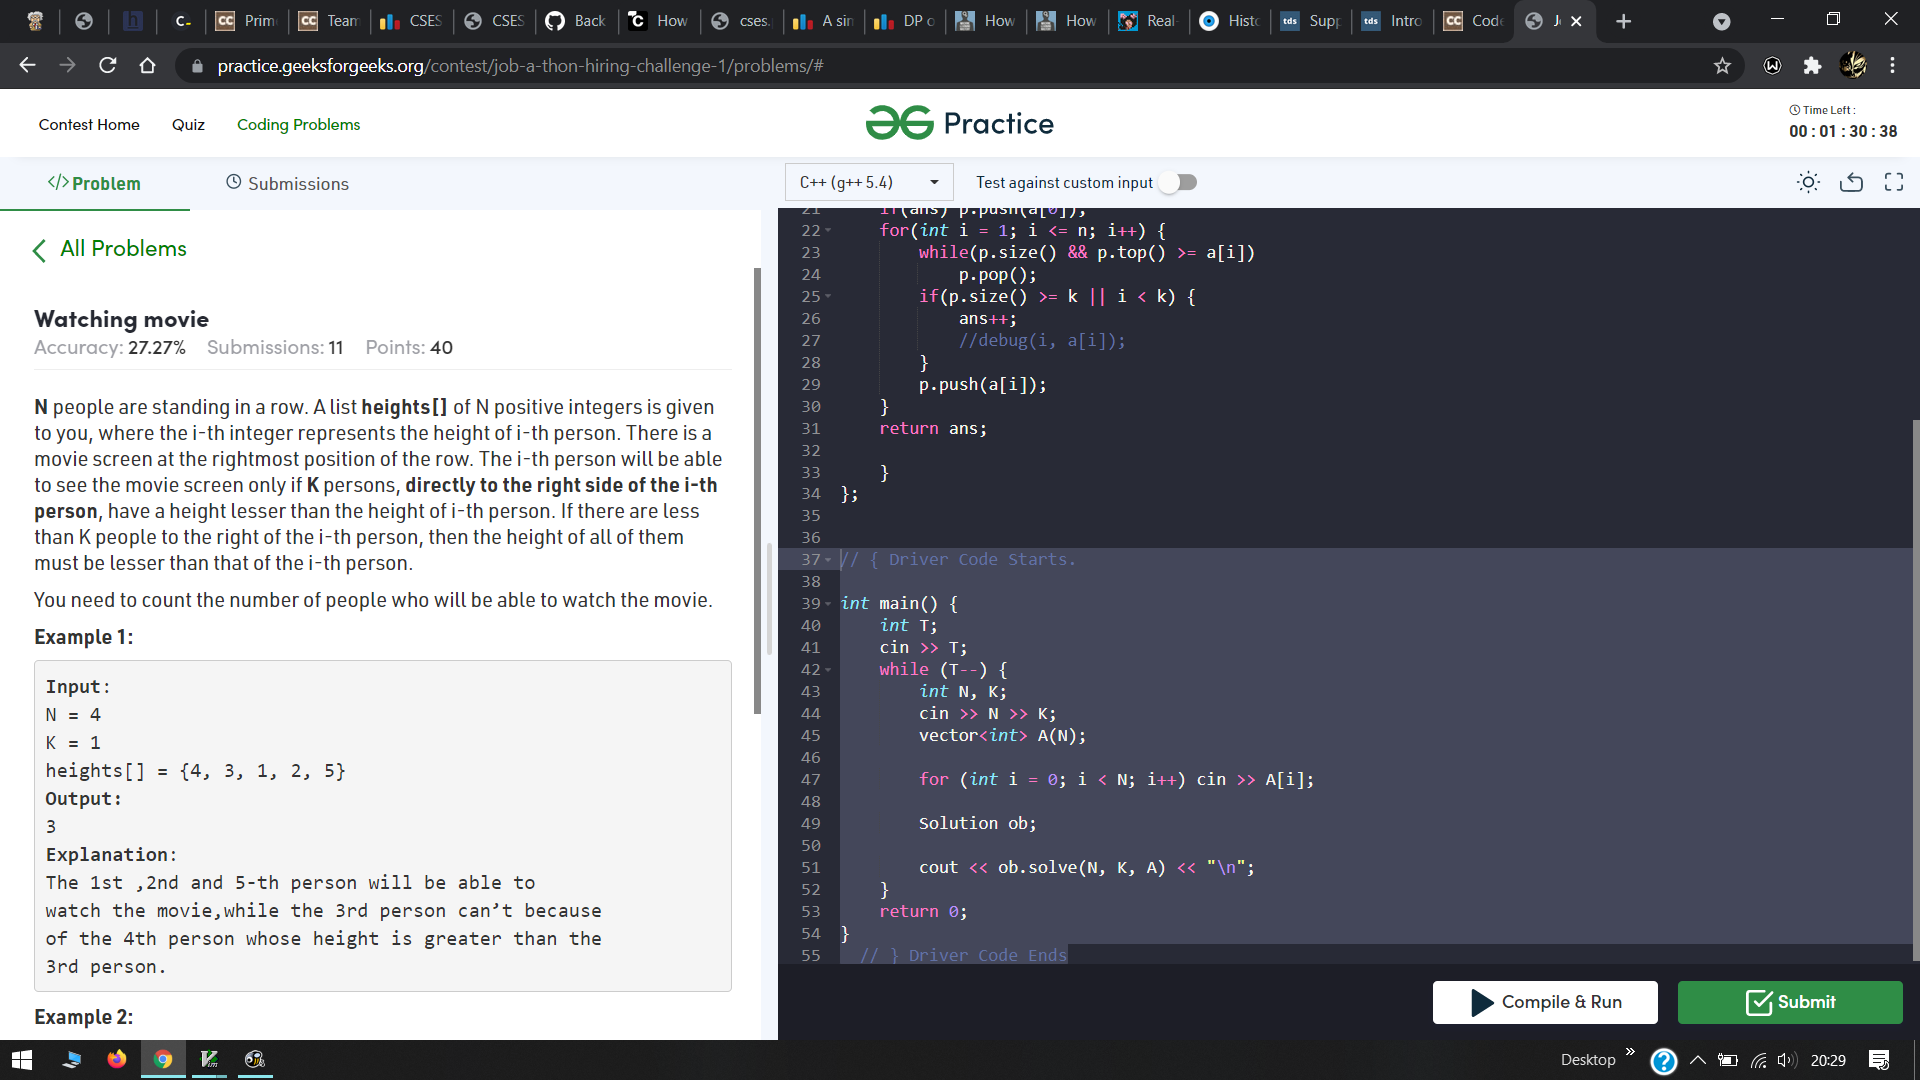 Prime
Team
CSES
CSES
Back
How
cses.
A sin
DP o
How
How
Real-
Histo
tds Supp
tds Intro
Code
practice.geeksforgeeks.org/contest/job-a-thon-hiring-challenge-1/problems/#
Contest Home Quiz Coding Problems
Practice
Time Left :
00 : 01 : 30 : 38
</> Problem
Submissions
C++ (g++ 5.4)
Test against custom input
All Problems
Watching movie
Accuracy: 27.27% Submissions: 11 Points: 40
N people are standing in a row. A list heights[] of N positive integers is given
to you, where the i-th integer represents the height of i-th person. There is a
movie screen at the rightmost position of the row. The i-th person will be able
to see the movie screen only if K persons, directly to the right side of the i-th
person, have a height lesser than the height of i-th person. If there are less
than K people to the right of the i-th person, then the height of all of them
must be lesser than that of the i-th person.
You need to count the number of people who will be able to watch the movie.
Example 1:
Input:
N = 4
K = 1
heights[] = {4, 3, 1, 2, 5}
Output:
3
Explanation:
The 1st ,2nd and 5-th person will be able to
watch the movie,while the 3rd person can’t because
of the 4th person whose height is greater than the
3rd person.
Example 2:
21 if(ans) p.push(a[0]);
22 for(int i = 1; i <= n; i++) {
23 while(p.size() && p.top() >= a[i])
24 p.pop();
25 if(p.size() >= k || i < k) {
26 ans++;
27 //debug(i, a[i]);
28 }
29 p.push(a[i]);
30 }
31 return ans;
32
33 }
34 };
35
36
37 // { Driver Code Starts.
38
39 int main() {
40 int T;
41 cin >> T;
42 while (T--) {
43 int N, K;
44 cin >> N >> K;
45 vector<int> A(N);
46
47 for (int i = 0; i < N; i++) cin >> A[i];
48
49 Solution ob;
50
51 cout << ob.solve(N, K, A) << "\n";
52 }
53 return 0;
54 }
55 // } Driver Code Ends
Compile & Run
Submit
Desktop
20:29